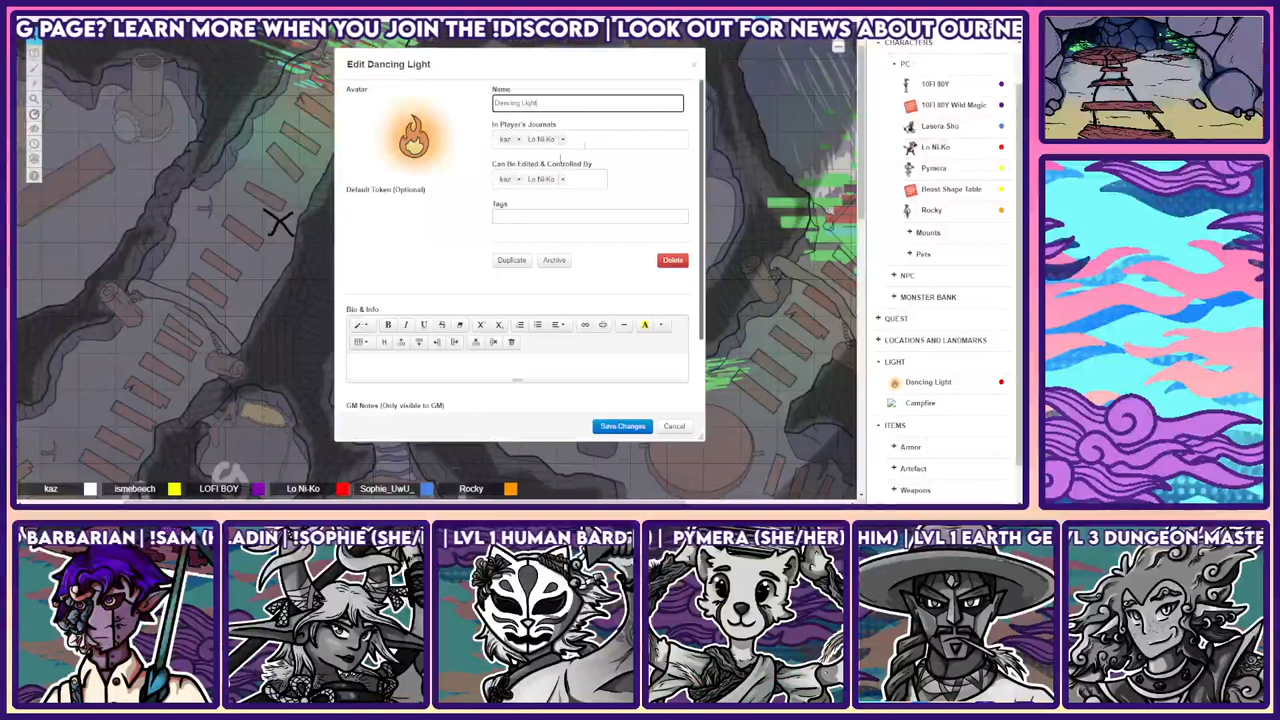 G PAGE? LEARN MORE WHEN YOU JOIN THE !DISCORD | LOOK OUT FOR NEWS ABOUT OUR NE
Edit Dancing Light
Avatar
Name
Dancing Light
In Player's Journals
kaz × Lo Ni-Ko ×
Can Be Edited & Controlled By
kaz × Lo Ni-Ko ×
Default Token (Optional)
Tags
Duplicate
Archive
Delete
Bio & Info
GM Notes (Only visible to GM)
Save Changes
Cancel
CHARACTERS
PC
10FI 80Y
10FI 80Y Wild Magic
Lasera-Sho
Lo Ni-Ko
Pymera
Beast Shape Table
Rocky
Mounts
Pets
NPC
MONSTER BANK
QUEST
LOCATIONS AND LANDMARKS
LIGHT
Dancing Light
Campfire
ITEMS
Armor
Artefact
Weapons
kaz
ismebeech
LOFI BOY
Lo Ni-Ko
Sophie_UwU_
Rocky
BARBARIAN | !SAM (H
LADIN | !SOPHIE (SHE/
| LVL 1 HUMAN BARD
) | PYMERA (SHE/HER)
HIM) | LVL 1 EARTH GE
VL 3 DUNGEON-MASTE